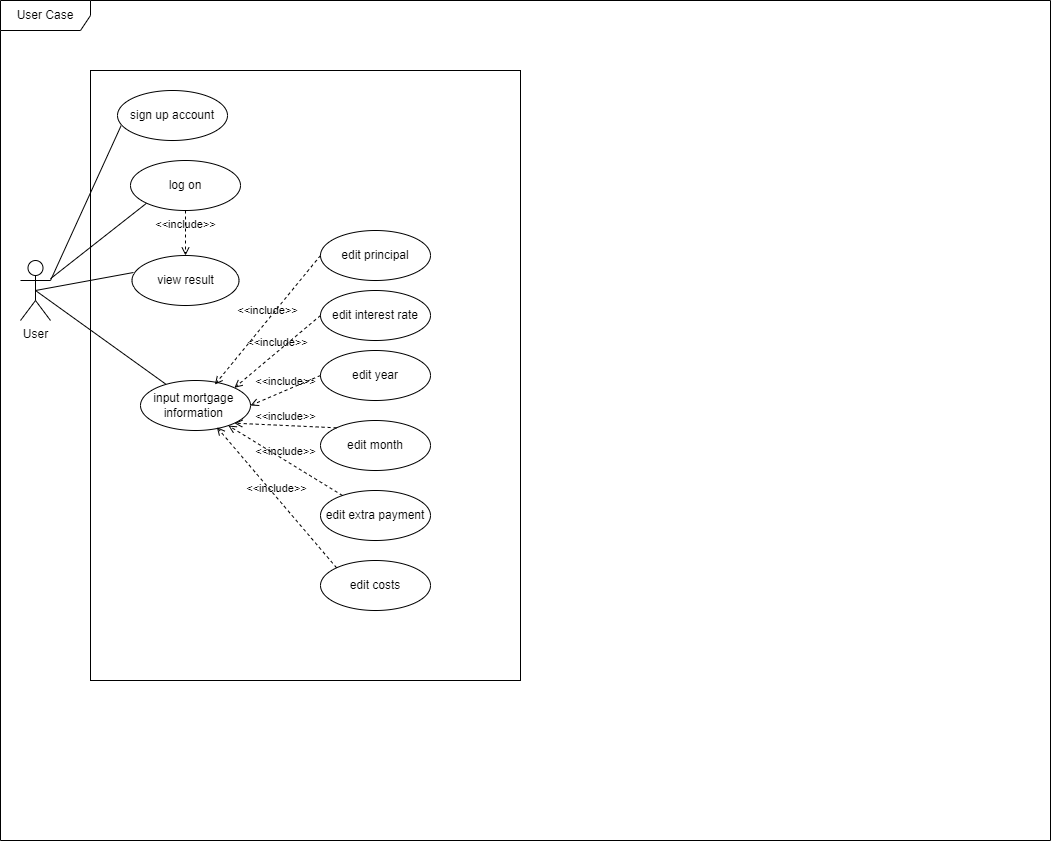 User Case
sign up account
log on
<<include>>
view result
User
edit principal
<<include>>
edit interest rate
<<include>>
edit year
<<include>>
input mortgage
information
<<include>>
edit month
<<include>>
<<include>>
edit extra payment
edit costs